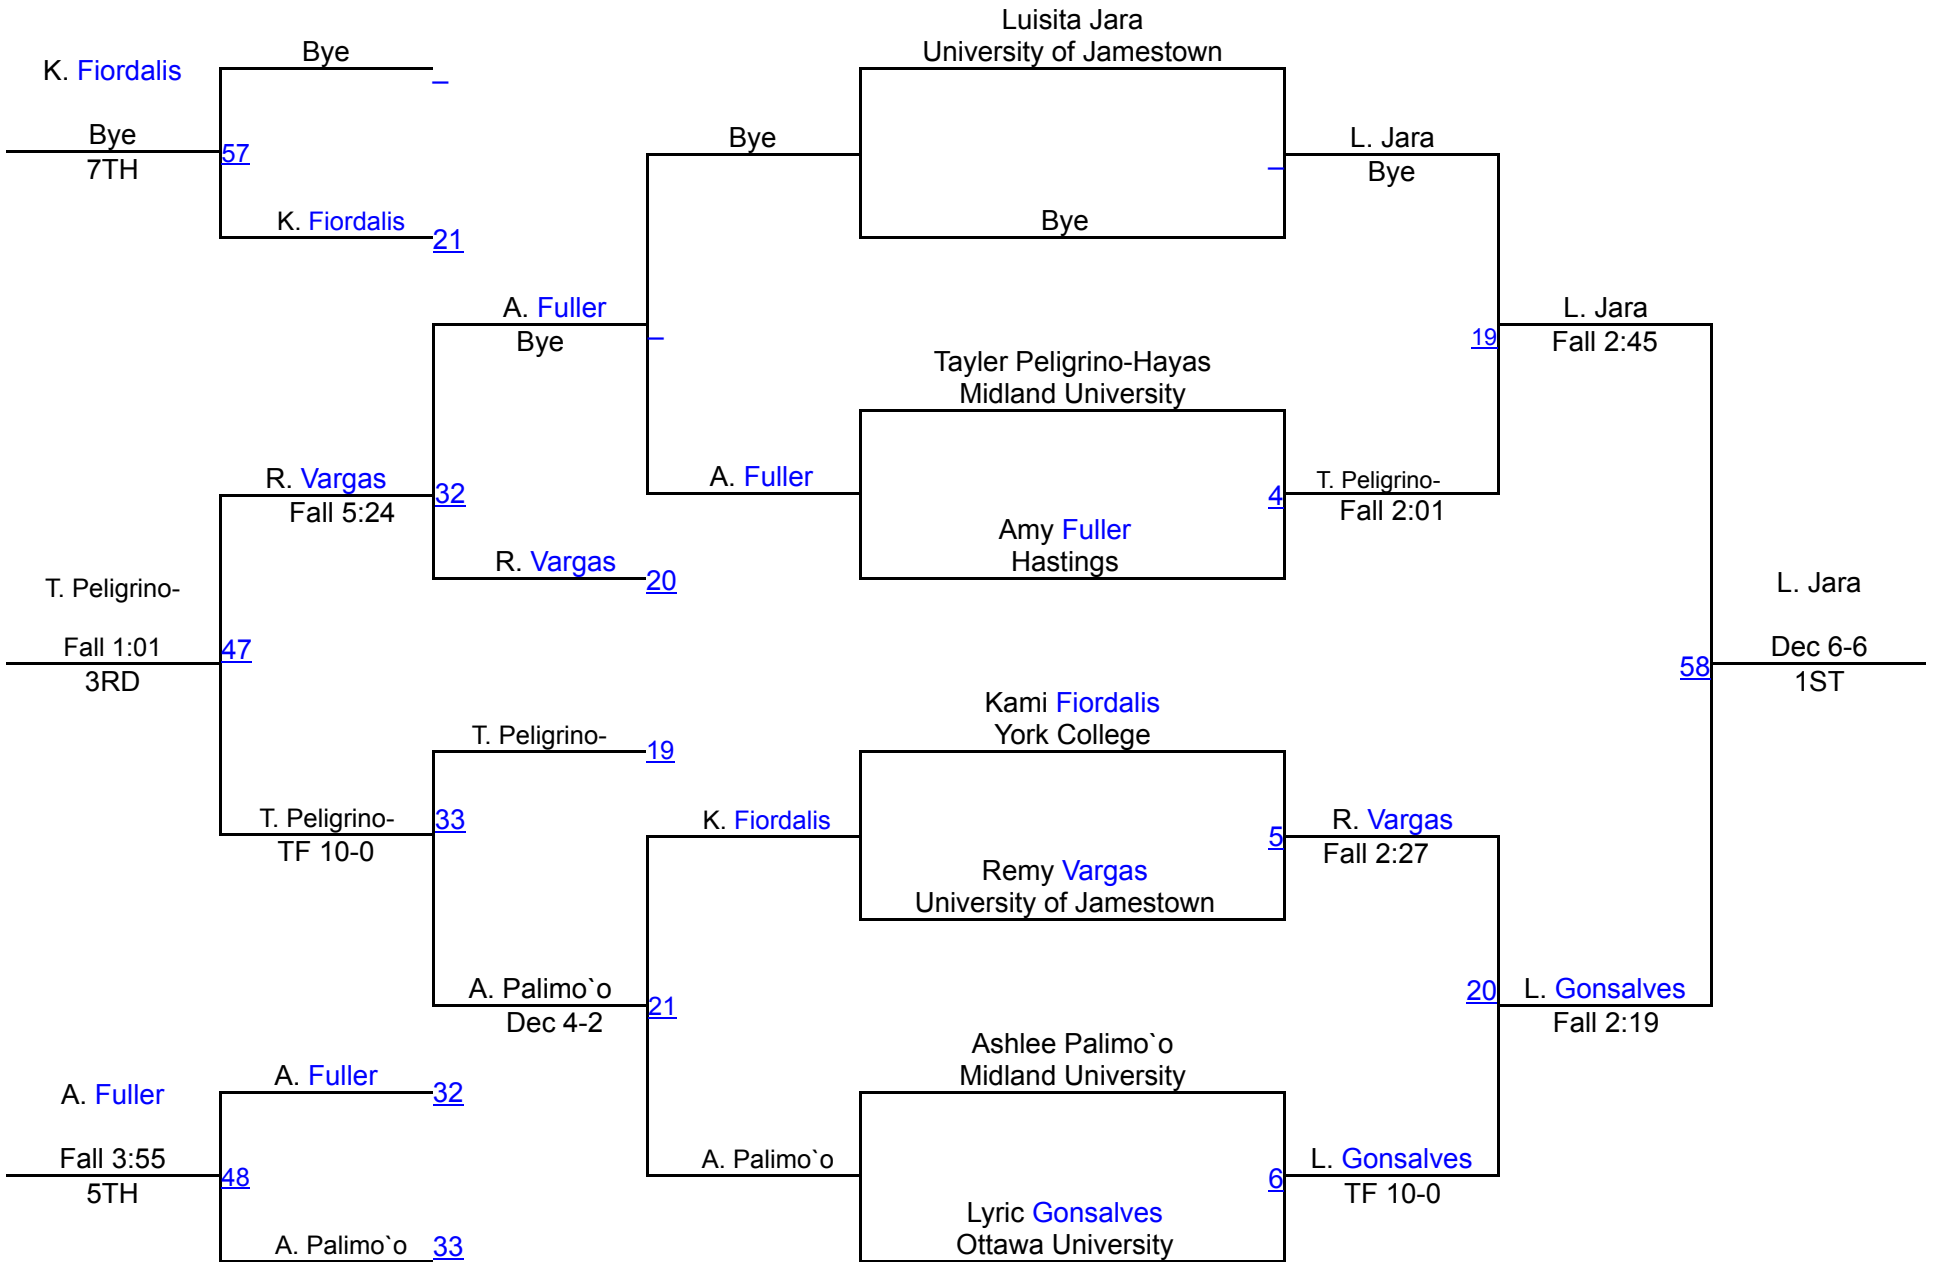 Luisita Jara
University of Jamestown
Bye
K. Fiordalis
–
Bye
7TH
57
Bye
L. Jara
Bye
–
K. Fiordalis
21
Bye
A. Fuller
Bye
–
L. Jara
Fall 2:45
19
Tayler Peligrino-Hayas
Midland University
R. Vargas
Fall 5:24
32
A. Fuller
4
T. Peligrino-
Fall 2:01
Amy Fuller
Hastings
R. Vargas
20
T. Peligrino-
Fall 1:01
3RD
47
L. Jara
Dec 6-6
1ST
58
Kami Fiordalis
York College
T. Peligrino-
19
T. Peligrino-
TF 10-0
33
K. Fiordalis
5
R. Vargas
Fall 2:27
Remy Vargas
University of Jamestown
A. Palimo`o
Dec 4-2
21
20
L. Gonsalves
Fall 2:19
Ashlee Palimo`o
Midland University
A. Fuller
A. Fuller
32
Fall 3:55
5TH
48
A. Palimo`o
6
L. Gonsalves
TF 10-0
Lyric Gonsalves
Ottawa University
A. Palimo`o
33